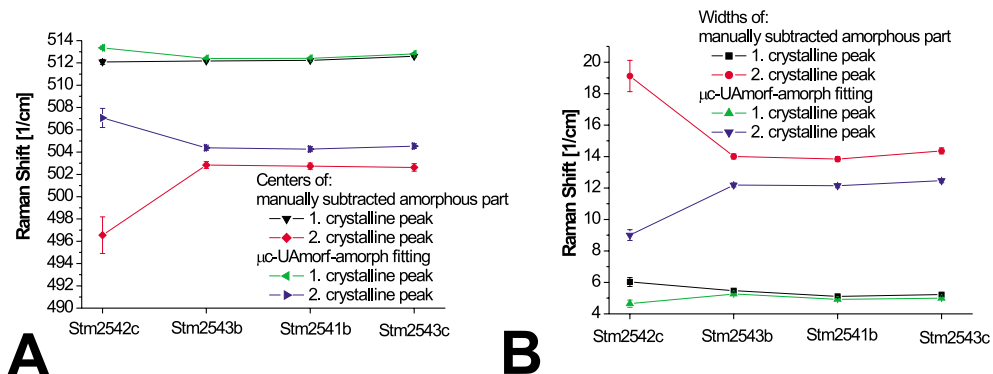 514
512
510
508
506
504
502
500
498
496
494
492
490
Raman Shift [1/cm]
Centers of:
manually subtracted amorphous part
1. crystalline peak
2. crystalline peak
µc-UAmorf-amorph fitting
1. crystalline peak
2. crystalline peak
Stm2542c Stm2543b Stm2541b Stm2543c
A
Widths of:
manually subtracted amorphous part
1. crystalline peak
2. crystalline peak
µc-UAmorf-amorph fitting
1. crystalline peak
2. crystalline peak
20
18
16
14
12
10
8
6
4
Raman Shift [1/cm]
Stm2542c Stm2543b Stm2541b Stm2543c
B